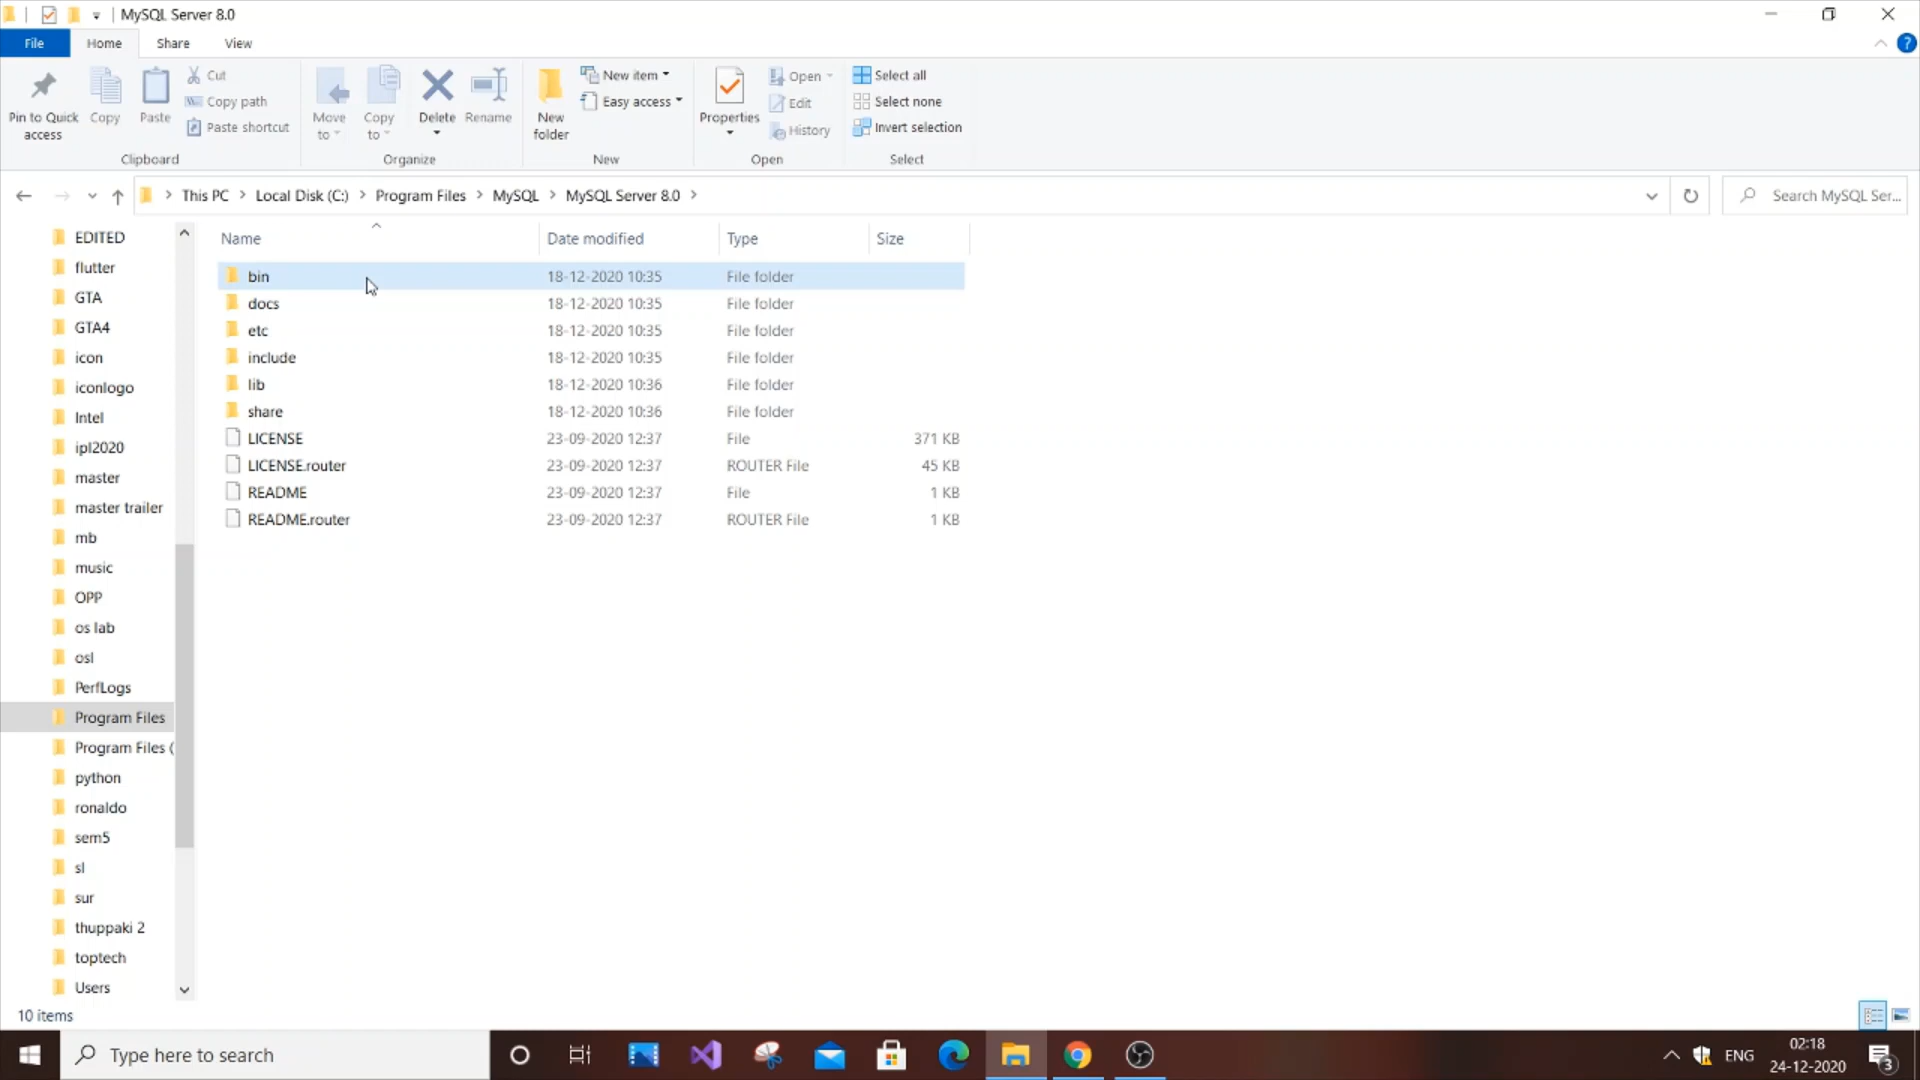 MySQL Server 8.0
File Home Share View
Pin to Quick access
Copy
Paste
Cut
Copy path
Paste shortcut
Clipboard
Move to
Copy to
Delete
Rename
Organize
New folder
New item
Easy access
New
Properties
Open
Edit
History
Open
Select all
Select none
Invert selection
Select
This PC > Local Disk (C:) > Program Files > MySQL > MySQL Server 8.0 >
Search MySQL Ser...
EDITED
flutter
GTA
GTA4
icon
iconlogo
Intel
ipl2020
master
master trailer
mb
music
OPP
os lab
osl
PerfLogs
Program Files
Program Files (
python
ronaldo
sem5
sl
sur
thuppaki 2
toptech
Users
Name Date modified Type Size
bin 18-12-2020 10:35 File folder
docs 18-12-2020 10:35 File folder
etc 18-12-2020 10:35 File folder
include 18-12-2020 10:35 File folder
lib 18-12-2020 10:36 File folder
share 18-12-2020 10:36 File folder
LICENSE 23-09-2020 12:37 File 371 KB
LICENSE.router 23-09-2020 12:37 ROUTER File 45 KB
README 23-09-2020 12:37 File 1 KB
README.router 23-09-2020 12:37 ROUTER File 1 KB
10 items
Type here to search
ENG
02:18
24-12-2020
3